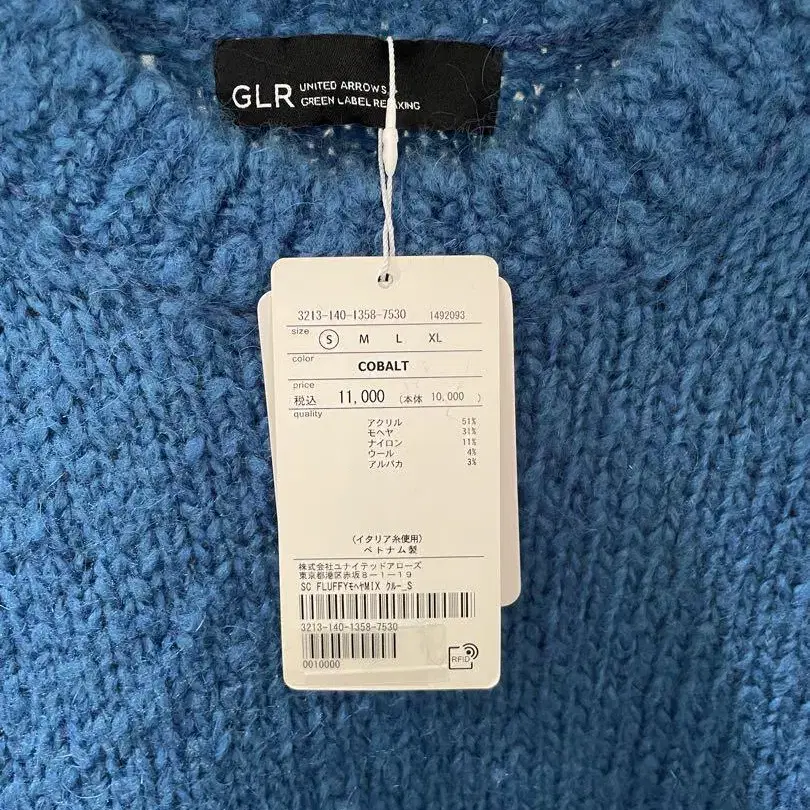 GLR UNITED ARROWS
GREEN LABEL RELAXING
3213-140-1358-7530 1492093
size
S M L XL
color
COBALT
price
税込 11,000 (本体 10,000 )
quality
アクリル 51%
モヘヤ 31%
ナイロン 11%
ウール 4%
アルパカ 3%
(イタリア糸使用)
ベトナム製
株式会社ユナイテッドアローズ
東京都港区赤坂8-1-19
SC FLUFFYモヘヤMIX クルー_S
3213-140-1358-7530
0010000
RFID